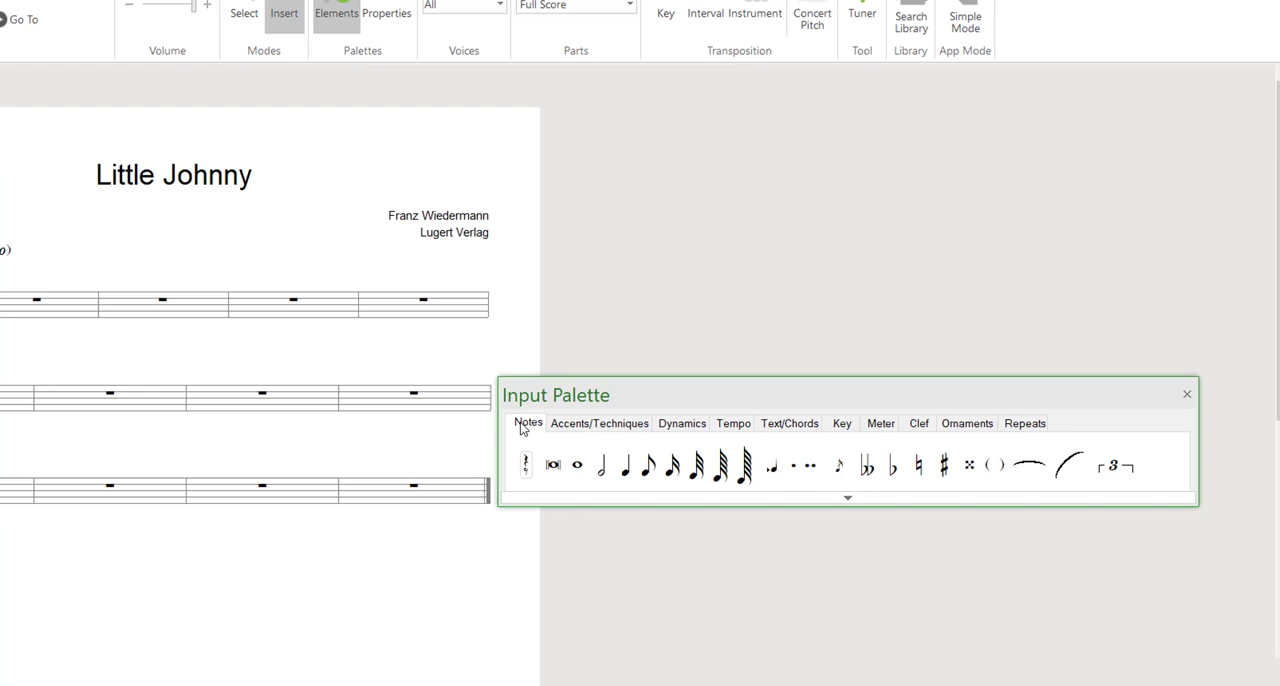 Go To
All
Full Score
Select Insert Elements Properties Key Interval Instrument Concert Pitch Tuner Search Library Simple Mode
Volume Modes Palettes Voices Parts Transposition Tool Library App Mode
Little Johnny
Franz Wiedermann
Lugert Verlag
o)
Input Palette
Notes Accents/Techniques Dynamics Tempo Text/Chords Key Meter Clef Ornaments Repeats
3